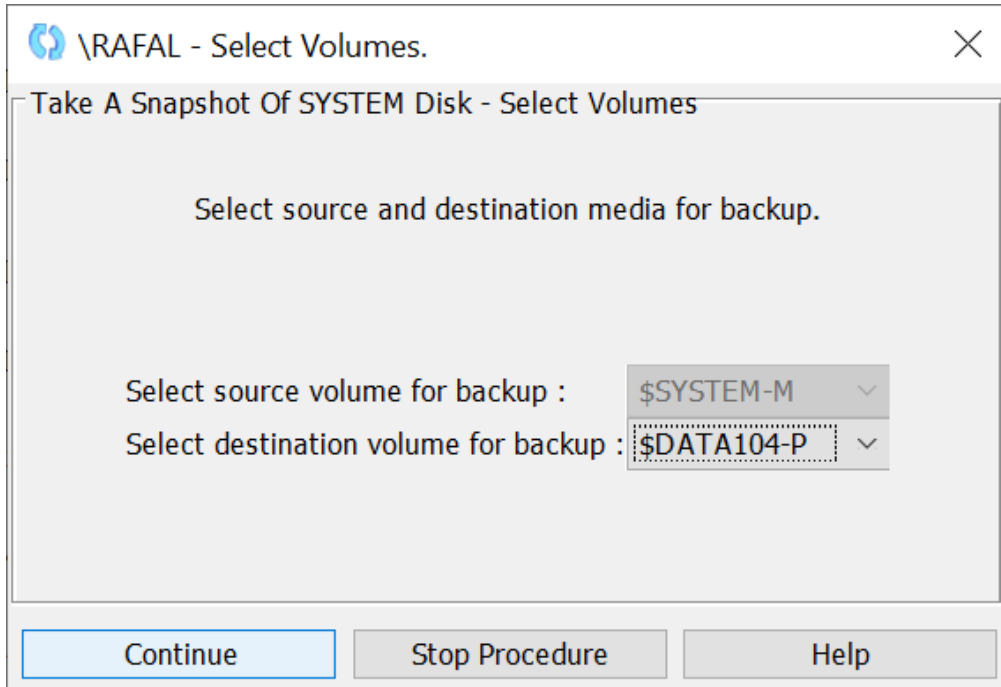 \RAFAL - Select Volumes.
Take A Snapshot Of SYSTEM Disk - Select Volumes
Select source and destination media for backup.
Select source volume for backup : $SYSTEM-M
Select destination volume for backup : $DATA104-P
Continue Stop Procedure Help